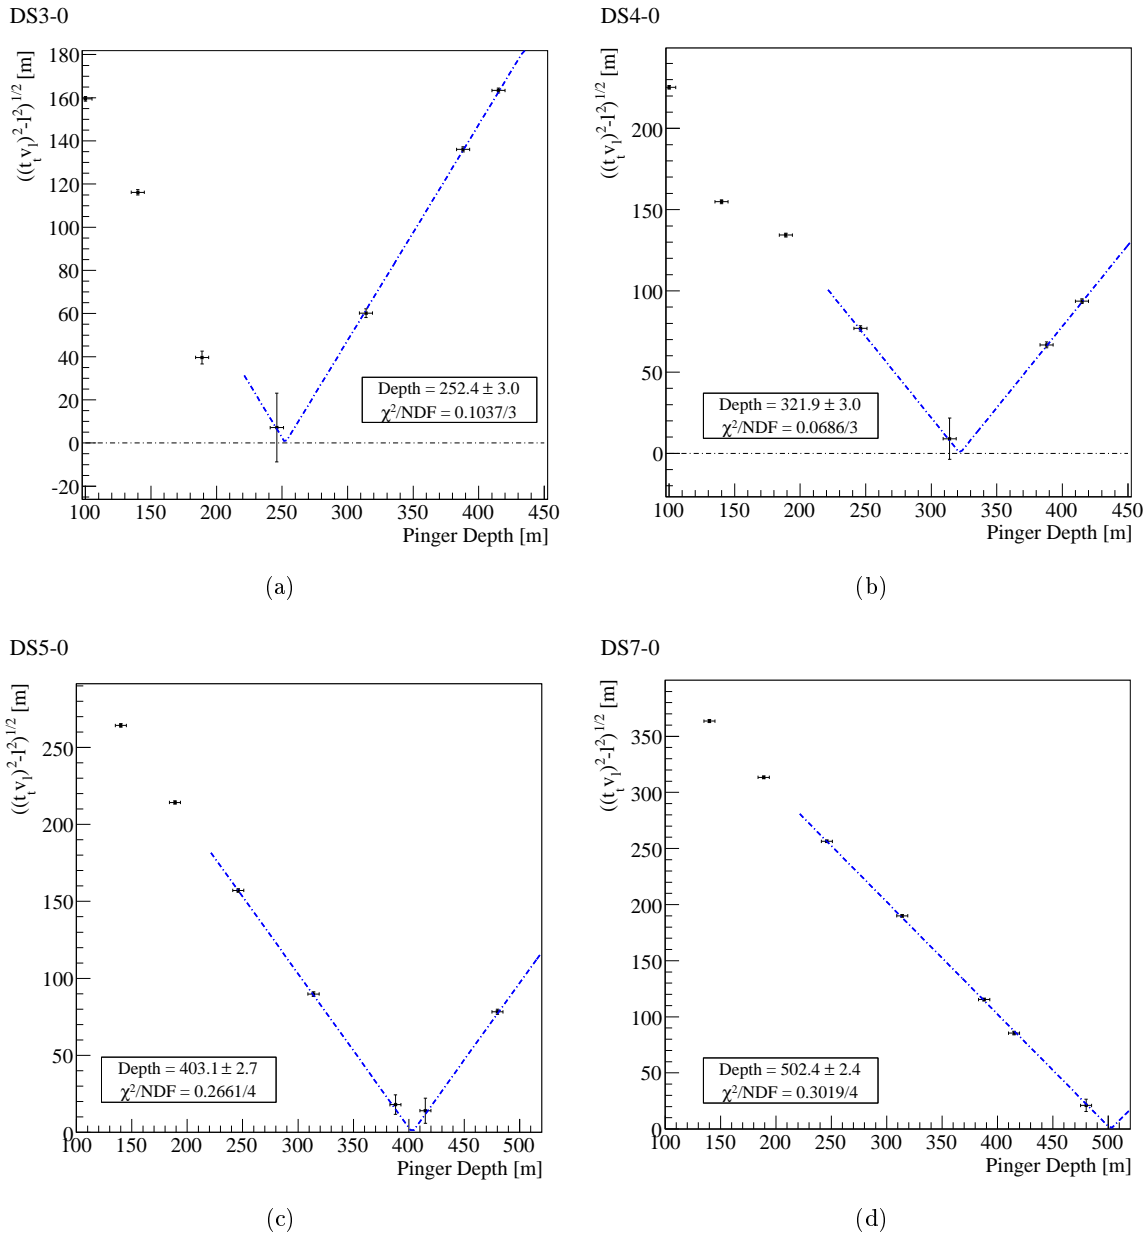 DS3-0
((t_t v_l)²-l²)^1/2 [m]
180
160
140
120
100
80
60
40
20
0
-20
Depth = 252.4 ± 3.0
χ²/NDF = 0.1037/3
100 150 200 250 300 350 400 450
Pinger Depth [m]
(a)
DS4-0
((t_t v_l)²-l²)^1/2 [m]
200
150
100
50
0
Depth = 321.9 ± 3.0
χ²/NDF = 0.0686/3
100 150 200 250 300 350 400 450
Pinger Depth [m]
(b)
DS5-0
((t_t v_l)²-l²)^1/2 [m]
250
200
150
100
50
0
Depth = 403.1 ± 2.7
χ²/NDF = 0.2661/4
100 150 200 250 300 350 400 450 500
Pinger Depth [m]
(c)
DS7-0
((t_t v_l)²-l²)^1/2 [m]
350
300
250
200
150
100
50
0
Depth = 502.4 ± 2.4
χ²/NDF = 0.3019/4
100 150 200 250 300 350 400 450 500
Pinger Depth [m]
(d)